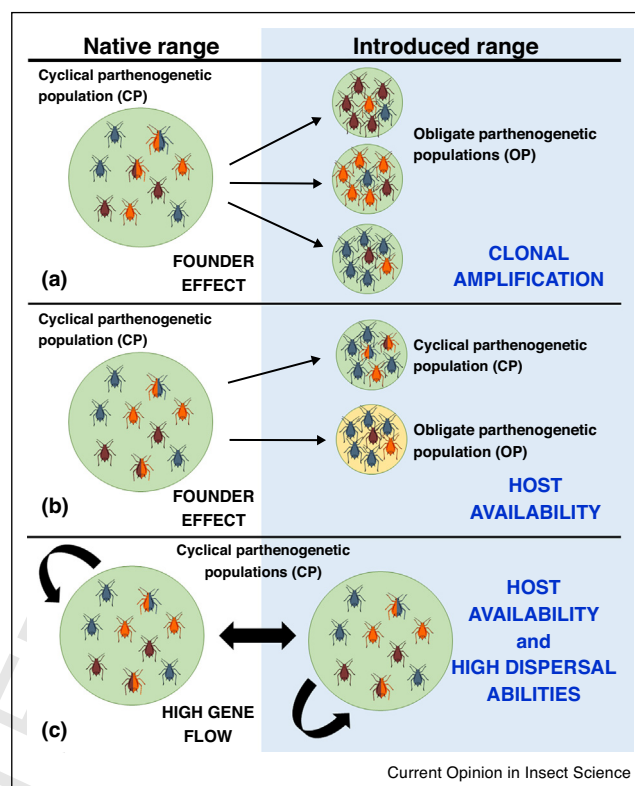 Native range
Introduced range
Cyclical parthenogenetic
population (CP)
Obligate parthenogenetic
populations (OP)
(a)
FOUNDER
EFFECT
CLONAL
AMPLIFICATION
Cyclical parthenogenetic
population (CP)
Cyclical parthenogenetic
population (CP)
Obligate parthenogenetic
population (OP)
(b)
FOUNDER
EFFECT
HOST
AVAILABILITY
Cyclical parthenogenetic
populations (CP)
HOST
AVAILABILITY
and
HIGH DISPERSAL
ABILITIES
(c)
HIGH GENE
FLOW
Current Opinion in Insect Science